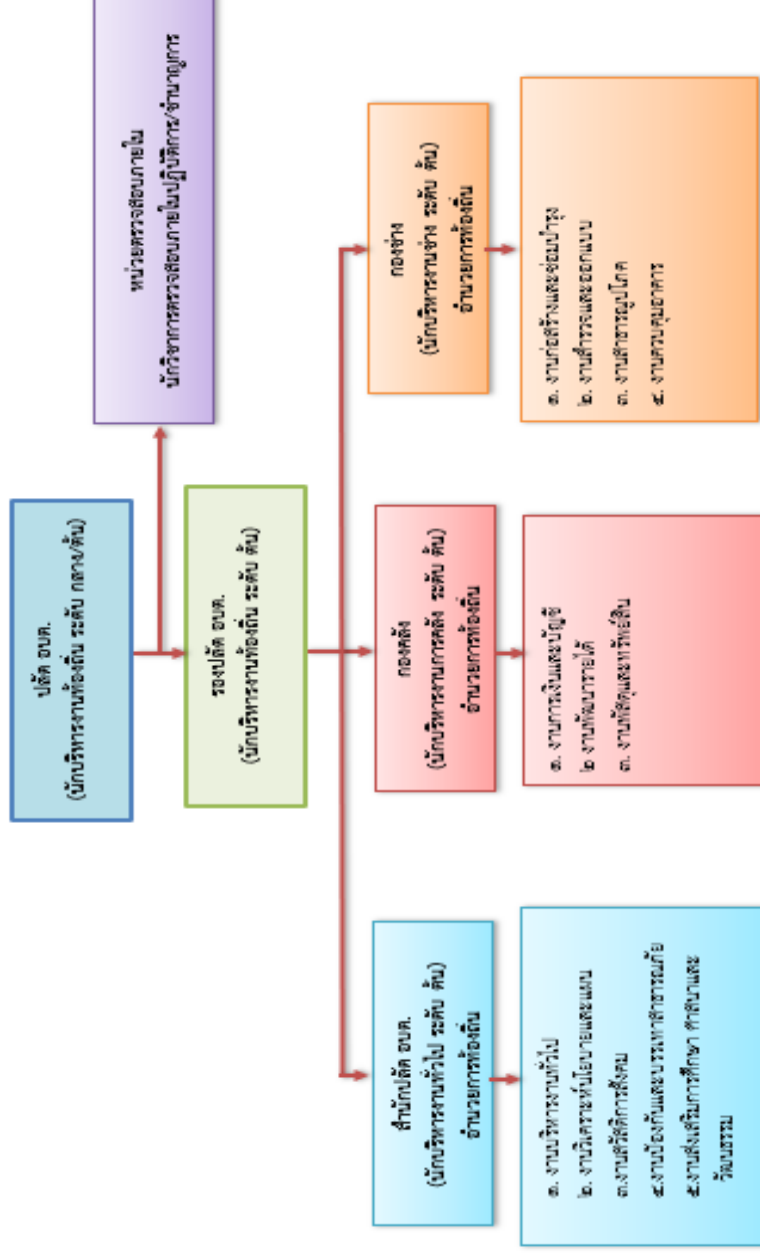 ปลัด อบต.
(นักบริหารงานท้องถิ่น ระดับ กลาง/ต้น)
หน่วยตรวจสอบภายใน
นักวิชาการตรวจสอบภายในปฏิบัติการ/ชำนาญการ
รองปลัด อบต.
(นักบริหารงานท้องถิ่น ระดับ ต้น)
สำนักปลัด อบต.
(นักบริหารงานทั่วไป ระดับ ต้น)
อำนวยการท้องถิ่น
๑. งานบริหารงานทั่วไป
๒. งานวิเคราะห์นโยบายและแผน
๓.งานสวัสดิการสังคม
๔.งานป้องกันและบรรเทาสาธารณภัย
๕.งานส่งเสริมการศึกษา ศาสนาและ
วัฒนธรรม
กองคลัง
(นักบริหารงานการคลัง ระดับ ต้น)
อำนวยการท้องถิ่น
๑. งานการเงินและบัญชี
๒ งานพัฒนารายได้
๓. งานพัสดุและทรัพย์สิน
กองช่าง
(นักบริหารงานช่าง ระดับ ต้น)
อำนวยการท้องถิ่น
๑. งานก่อสร้างและซ่อมบำรุง
๒. งานสำรวจและออกแบบ
๓. งานสาธารณูปโภค
๔. งานควบคุมอาคาร